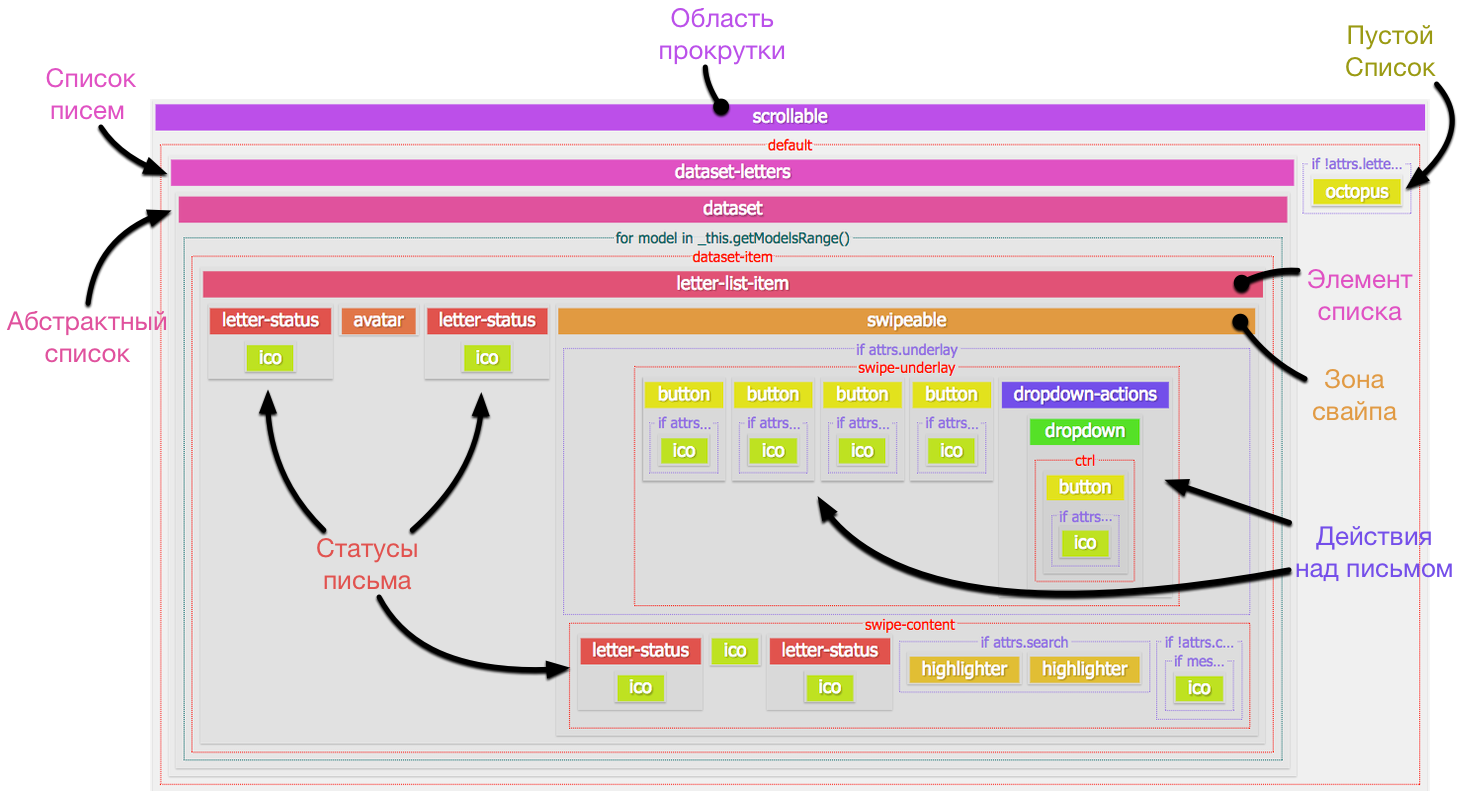 Область
прокрутки
Пустой
Список
Список
писем
scrollable
default
dataset-letters
if !attrs.lette...
octopus
dataset
for model in _this.getModelsRange()
dataset-item
letter-list-item
Элемент
списка
Абстрактный
список
letter-status
avatar
letter-status
swipeable
ico
ico
if attrs.underlay
swipe-underlay
Зона
свайпа
button
button
button
button
dropdown-actions
if attrs...
if attrs...
if attrs...
if attrs...
dropdown
ico
ico
ico
ico
ctrl
button
if attrs...
ico
Статусы
письма
Действия
над письмом
swipe-content
letter-status
ico
letter-status
if attrs.search
if !attrs.c...
highlighter
highlighter
if mes...
ico
ico
ico